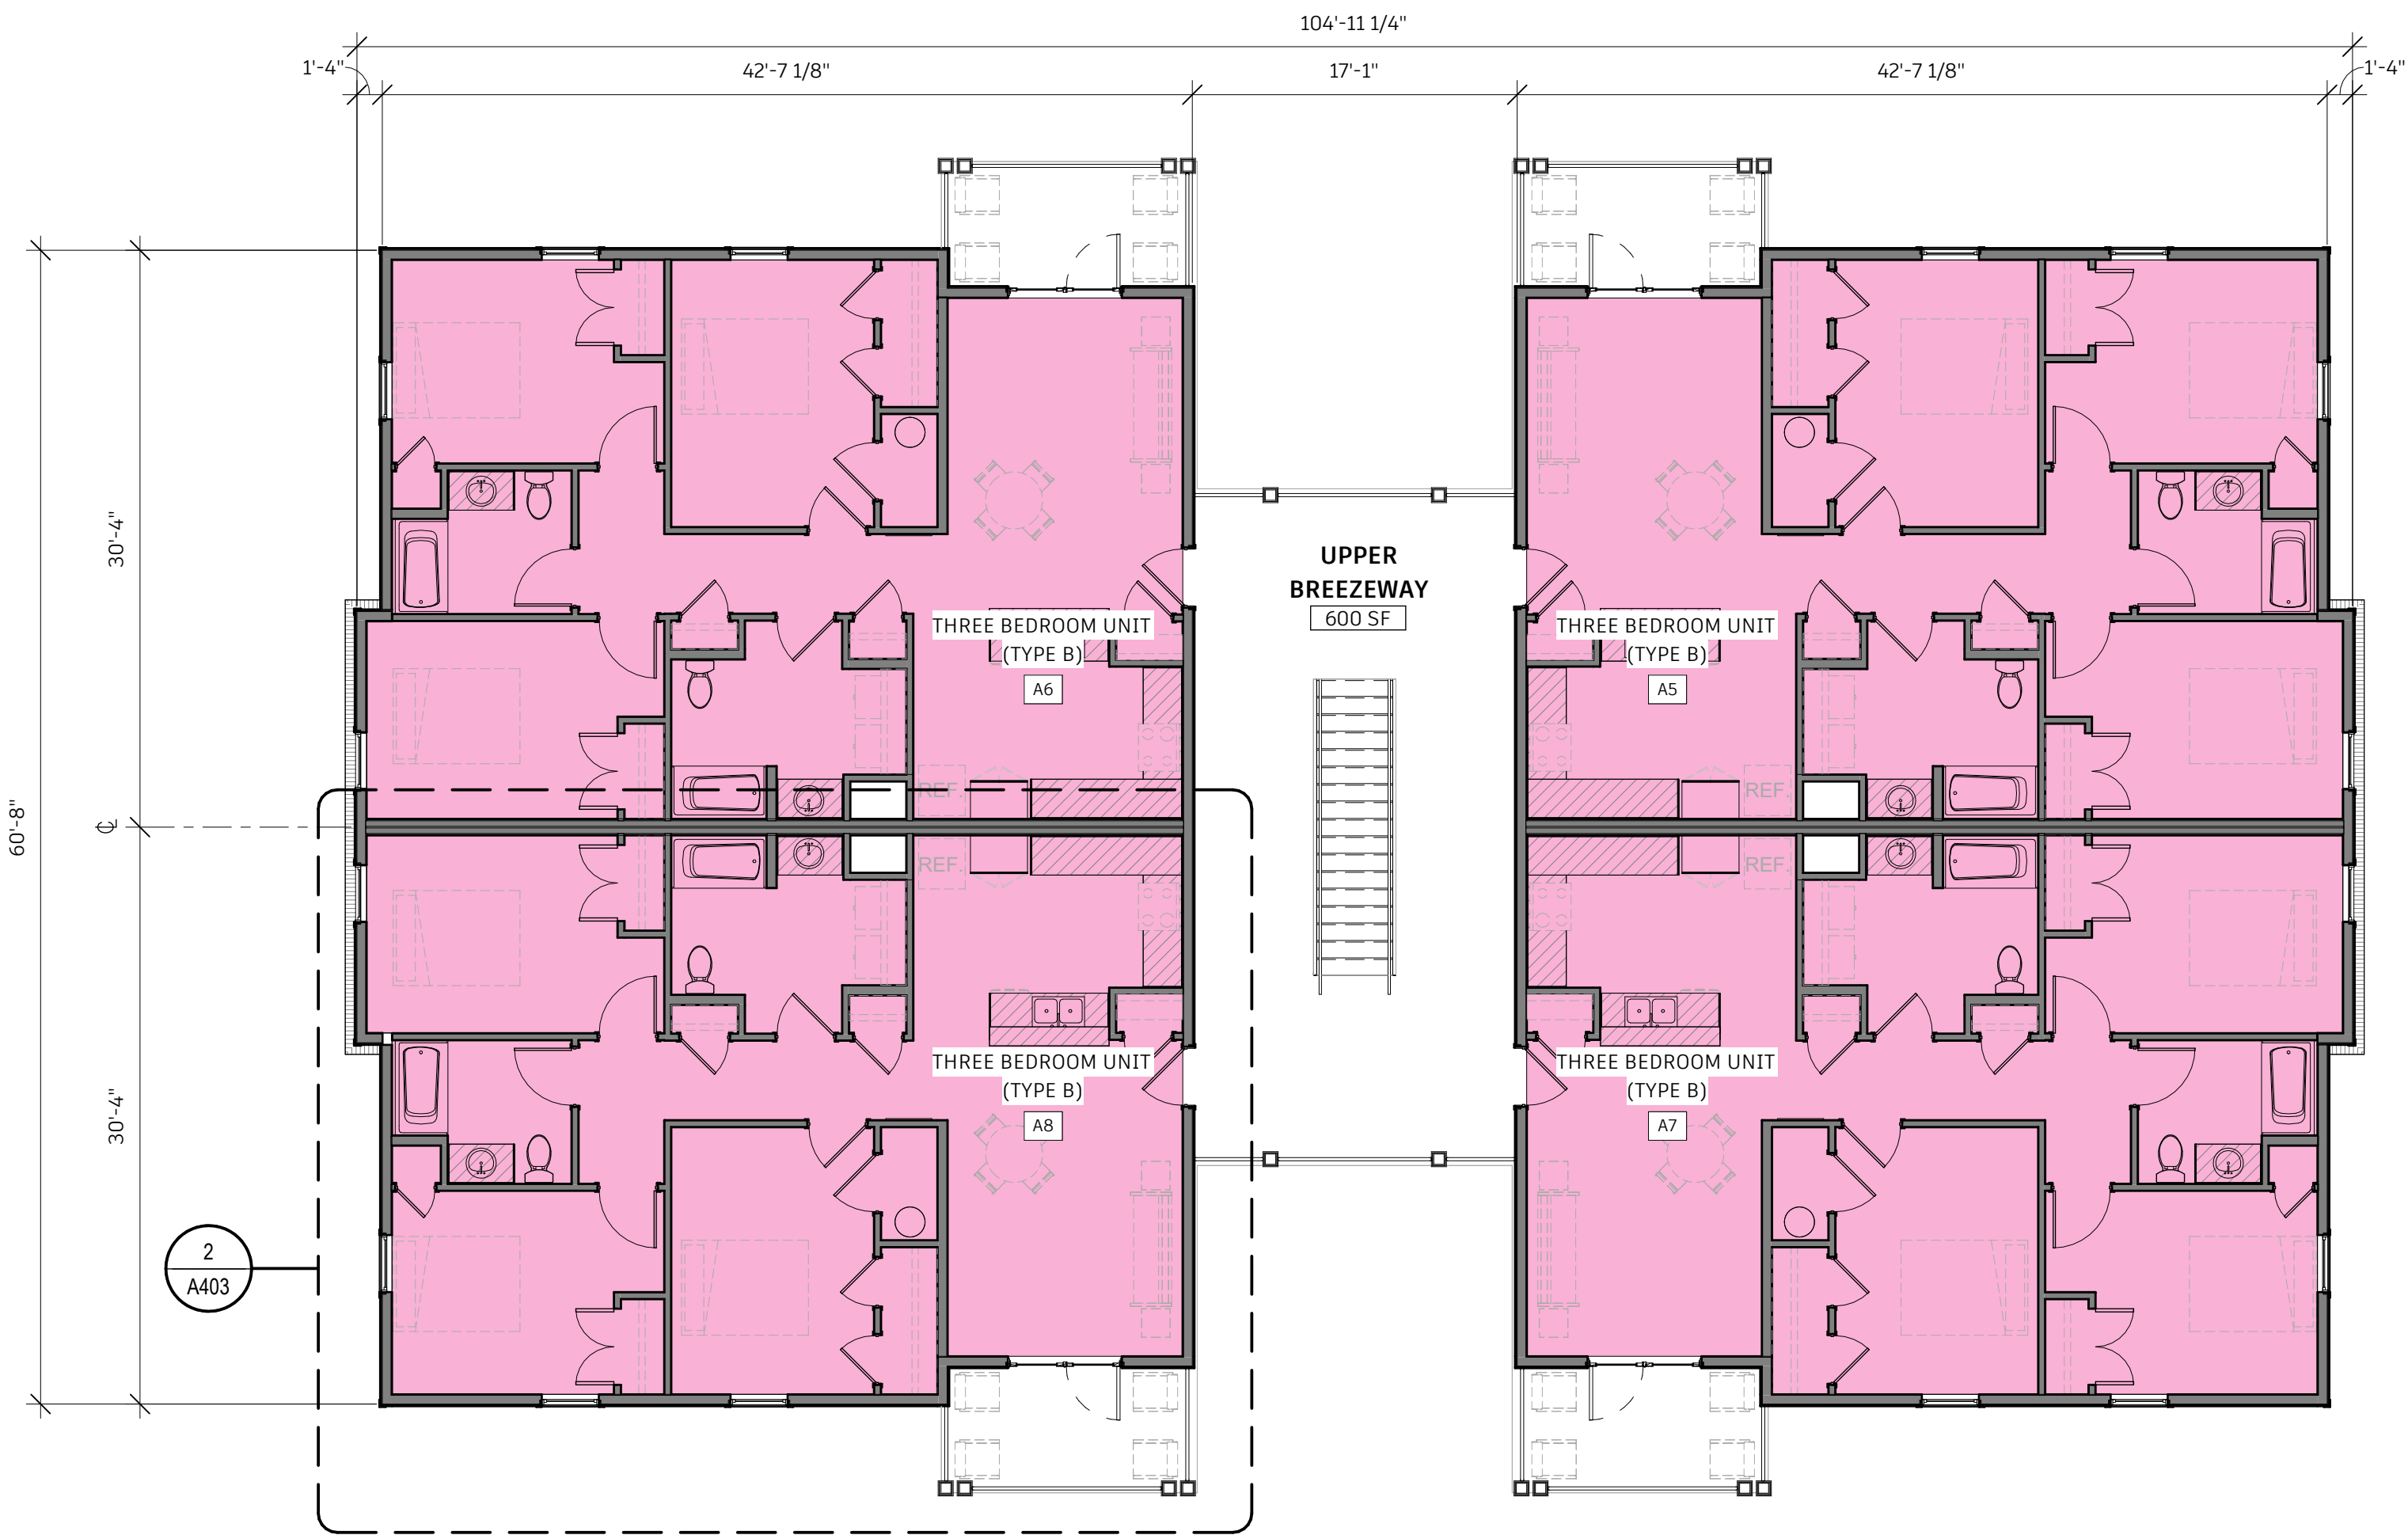 104'-11 1/4"
1'-4"
42'-7 1/8"
17'-1"
42'-7 1/8"
1'-4"
30'-4"
60'-8"
30'-4"
CL
UPPER
BREEZEWAY
600 SF
THREE BEDROOM UNIT
(TYPE B)
A6
THREE BEDROOM UNIT
(TYPE B)
A5
REF.
REF.
REF.
REF.
THREE BEDROOM UNIT
(TYPE B)
A8
THREE BEDROOM UNIT
(TYPE B)
A7
2
A403